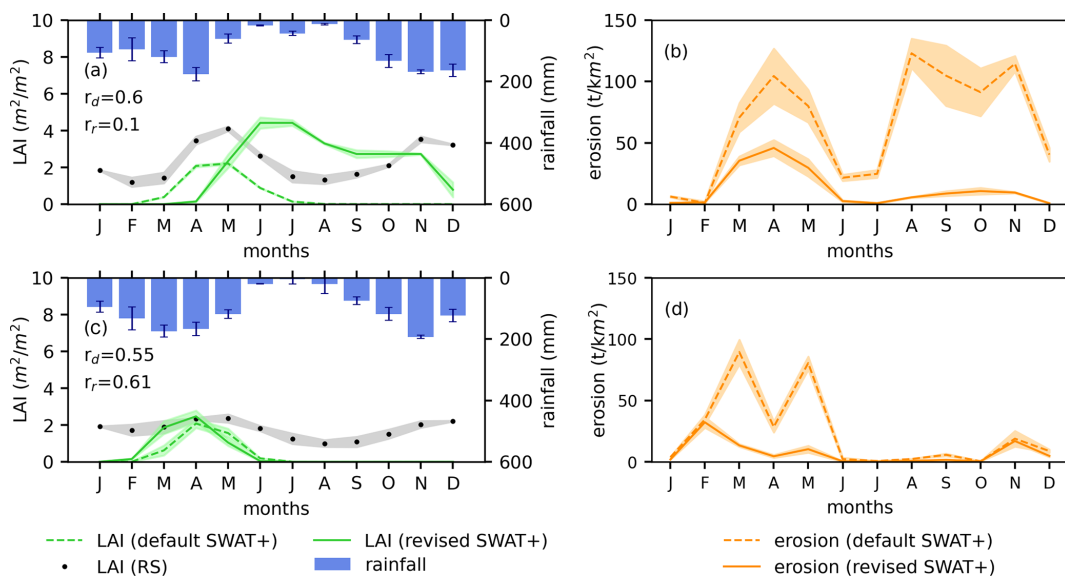 10 0 150
8
(a) (b)
6 200 100
r_d=0.6
r_r=0.1
4 400 50
2
0 600 0
LAI (m²/m²) rainfall (mm) erosion (t/km²)
J F M A M J J A S O N D J F M A M J J A S O N D
months months
10 0 150
8
(c) (d)
6 200 100
r_d=0.55
r_r=0.61
4 400 50
2
0 600 0
LAI (m²/m²) rainfall (mm) erosion (t/km²)
J F M A M J J A S O N D J F M A M J J A S O N D
months months
LAI (default SWAT+) LAI (revised SWAT+) erosion (default SWAT+)
LAI (RS) rainfall erosion (revised SWAT+)